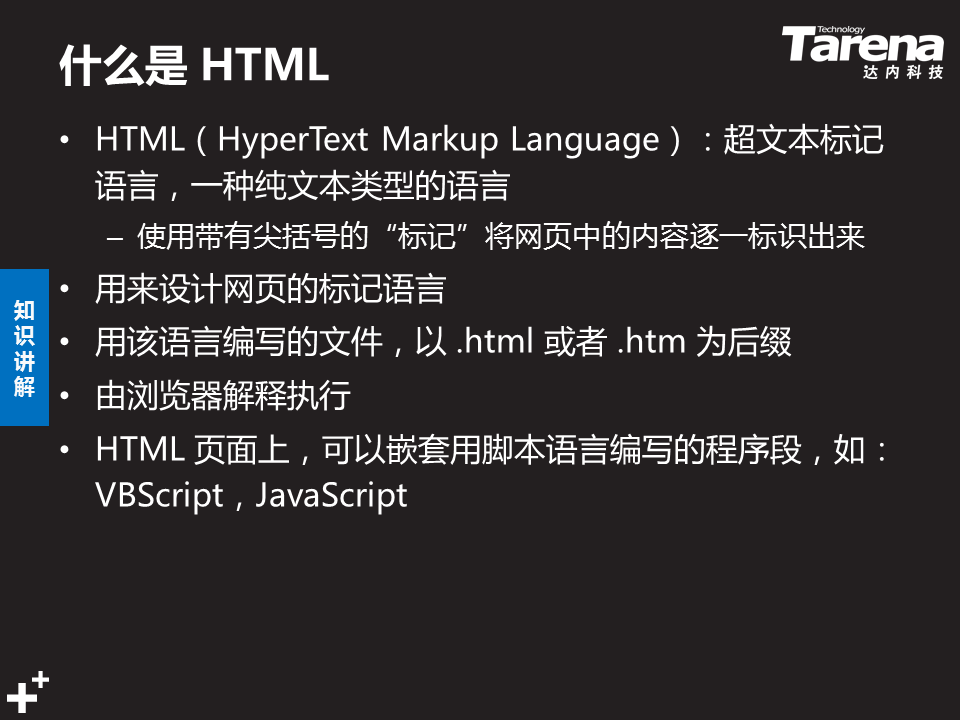 什么是 HTML
Technology
Tarena
达内科技
• HTML（HyperText Markup Language）：超文本标记
语言，一种纯文本类型的语言
– 使用带有尖括号的“标记”将网页中的内容逐一标识出来
• 用来设计网页的标记语言
• 用该语言编写的文件，以 .html 或者 .htm 为后缀
• 由浏览器解释执行
• HTML 页面上，可以嵌套用脚本语言编写的程序段，如：
VBScript，JavaScript
知
识
讲
解